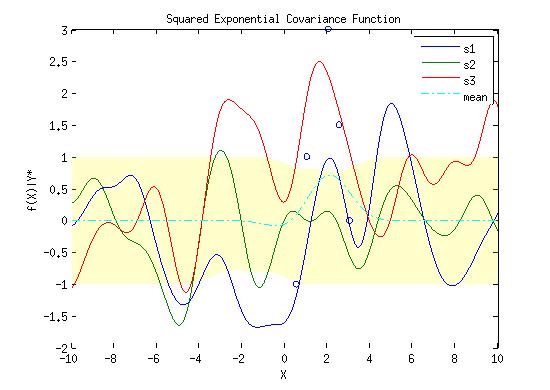 Squared Exponential Covariance Function
3
2.5
2
1.5
1
0.5
0
-0.5
-1
-1.5
-2
f(X)|Y*
s1
s2
s3
mean
-10 -8 -6 -4 -2 0 2 4 6 8 10
X